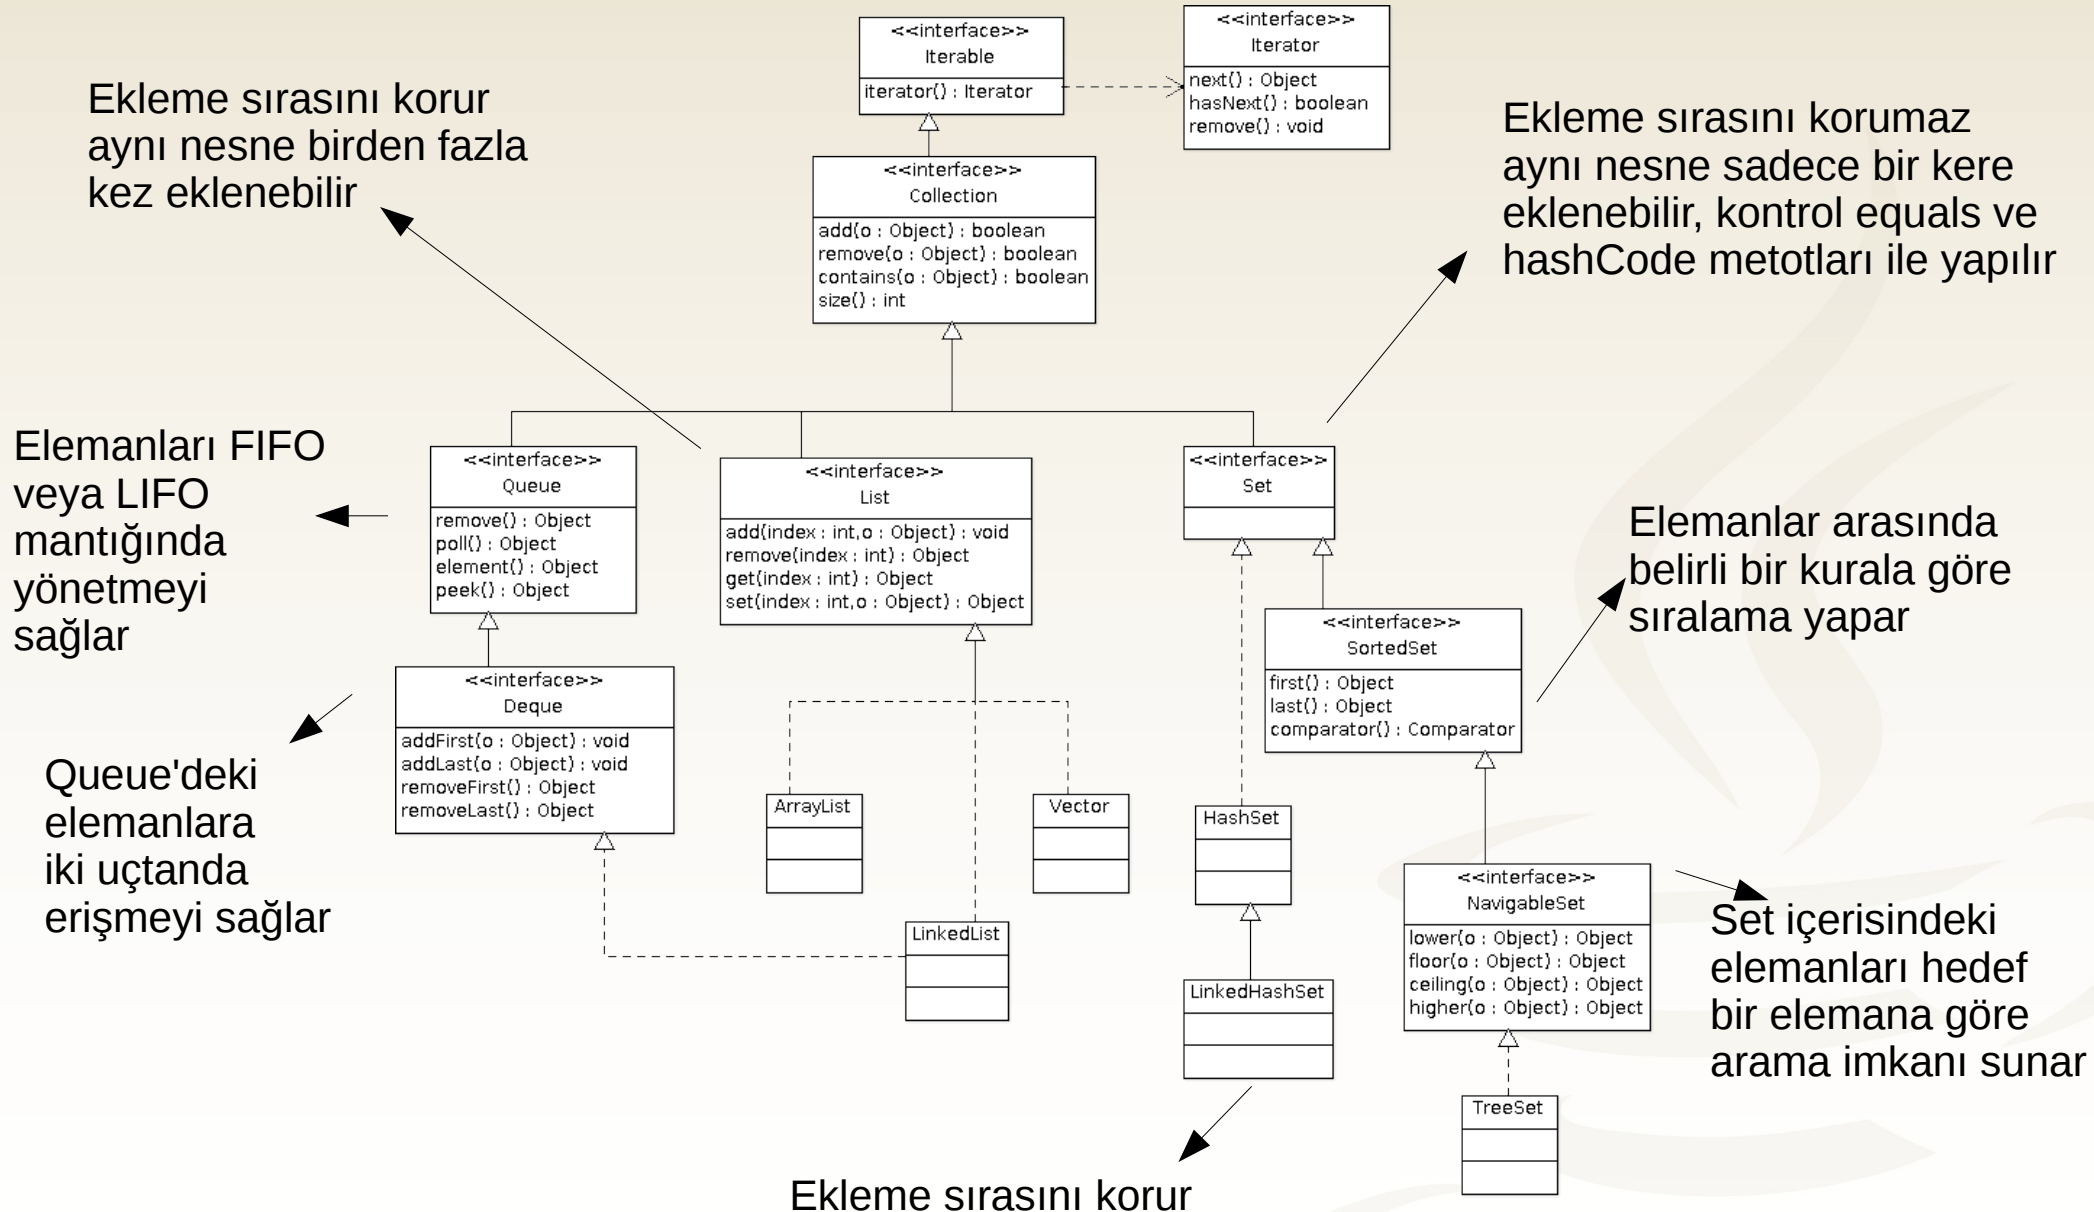 <<interface>>
Iterable
iterator() : Iterator
<<interface>>
Iterator
next() : Object
hasNext() : boolean
remove() : void
Ekleme sırasını korur
aynı nesne birden fazla
kez eklenebilir
Ekleme sırasını korumaz
aynı nesne sadece bir kere
eklenebilir, kontrol equals ve
hashCode metotları ile yapılır
<<interface>>
Collection
add(o : Object) : boolean
remove(o : Object) : boolean
contains(o : Object) : boolean
size() : int
Elemanları FIFO
veya LIFO
mantığında
yönetmeyi
sağlar
<<interface>>
Queue
remove() : Object
poll() : Object
element() : Object
peek() : Object
<<interface>>
List
add(index : int,o : Object) : void
remove(index : int) : Object
get(index : int) : Object
set(index : int,o : Object) : Object
<<interface>>
Set
Elemanlar arasında
belirli bir kurala göre
sıralama yapar
<<interface>>
SortedSet
first() : Object
last() : Object
comparator() : Comparator
<<interface>>
Deque
addFirst(o : Object) : void
addLast(o : Object) : void
removeFirst() : Object
removeLast() : Object
Queue'deki
elemanlara
iki uçtanda
erişmeyi sağlar
ArrayList
Vector
HashSet
LinkedList
LinkedHashSet
<<interface>>
NavigableSet
lower(o : Object) : Object
floor(o : Object) : Object
ceiling(o : Object) : Object
higher(o : Object) : Object
Set içerisindeki
elemanları hedef
bir elemana göre
arama imkanı sunar
TreeSet
Ekleme sırasını korur